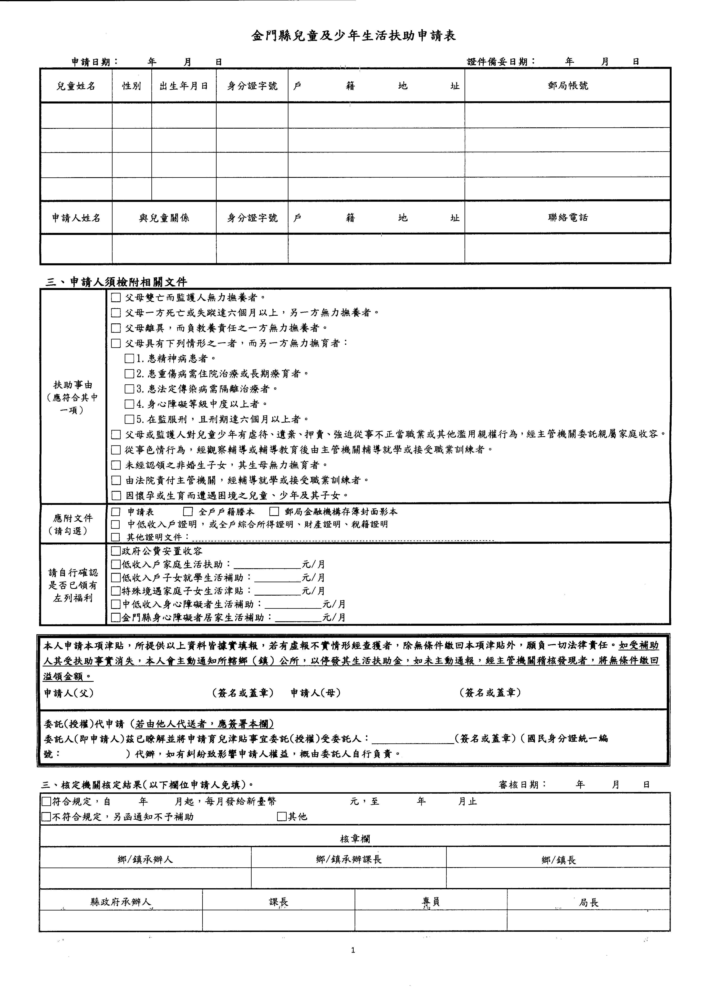 金門縣兒童及少年生活扶助申請表
申請日期： 年 月 日 證件備妥日期： 年 月 日
兒童姓名 性別 出生年月日 身分證字號 戶 籍 地 址 郵局帳號
申請人姓名 與兒童關係 身分證字號 戶 籍 地 址 聯絡電話
三、申請人須檢附相關文件
扶助事由
（應符合其中
一項）
□ 父母雙亡而監護人無力撫養者。
□ 父母一方死亡或失蹤達六個月以上，另一方無力撫養者。
□ 父母離異，而負教養責任之一方無力撫養者。
□ 父母具有下列情形之一者，而另一方無力撫育者：
□1.患精神病患者。
□2.患重傷病需住院治療或長期療育者。
□3.患法定傳染病需隔離治療者。
□4.身心障礙等級中度以上者。
□5.在監服刑，且刑期達六個月以上者。
□ 父母或監護人對兒童少年有虐待、遺棄、押賣、強迫從事不正當職業或其他濫用親權行為，經主管機關委託親屬家庭收容。
□ 從事色情行為，經觀察輔導或輔導教育後由主管機關輔導就學或接受職業訓練者。
□ 未經認領之非婚生子女，其生母無力撫育者。
□ 由法院責付主管機關，經輔導就學或接受職業訓練者。
□ 因懷孕或生育而遭遇困境之兒童、少年及其子女。
應附文件
（請勾選）
□ 申請表 □ 全戶戶籍謄本 □ 郵局金融機構存簿封面影本
□ 中低收入戶證明，或全戶綜合所得證明、財產證明、稅籍證明
□ 其他證明文件：
請自行確認
是否已領有
左列福利
□政府公費安置收容
□低收入戶家庭生活扶助：＿＿＿＿＿＿元/月
□低收入戶子女就學生活補助：＿＿＿＿元/月
□特殊境遇家庭子女生活津貼：＿＿＿＿元/月
□中低收入身心障礙者生活補助：＿＿＿＿＿元/月
□金門縣身心障礙者居家生活補助：＿＿＿＿元/月
本人申請本項津貼，所提供以上資料皆據實填報，若有虛報不實情形經查獲者，除無條件繳回本項津貼外，願負一切法律責任。如受補助
人其受扶助事實消失，本人會主動通知所轄鄉（鎮）公所，以停發其生活扶助金，如未主動通報，經主管機關稽核發現者，將無條件繳回
溢領金額。
申請人(父) (簽名或蓋章) 申請人(母) (簽名或蓋章)
委託(授權)代申請（若由他人代送者，應簽署本欄）
委託人(即申請人)茲已瞭解並將申請育兒津貼事宜委託(授權)受委託人：＿＿＿＿＿＿＿(簽名或蓋章)（國民身分證統一編
號： ）代辦，如有糾紛致影響申請人權益，概由委託人自行負責。
三、核定機關核定結果(以下欄位申請人免填)。 審核日期： 年 月 日
□符合規定，自 年 月起，每月發給新臺幣 元，至 年 月止
□不符合規定，另函通知不予補助 □其他
核章欄
鄉/鎮承辦人 鄉/鎮承辦課長 鄉/鎮長
縣政府承辦人 課長 專員 局長
1